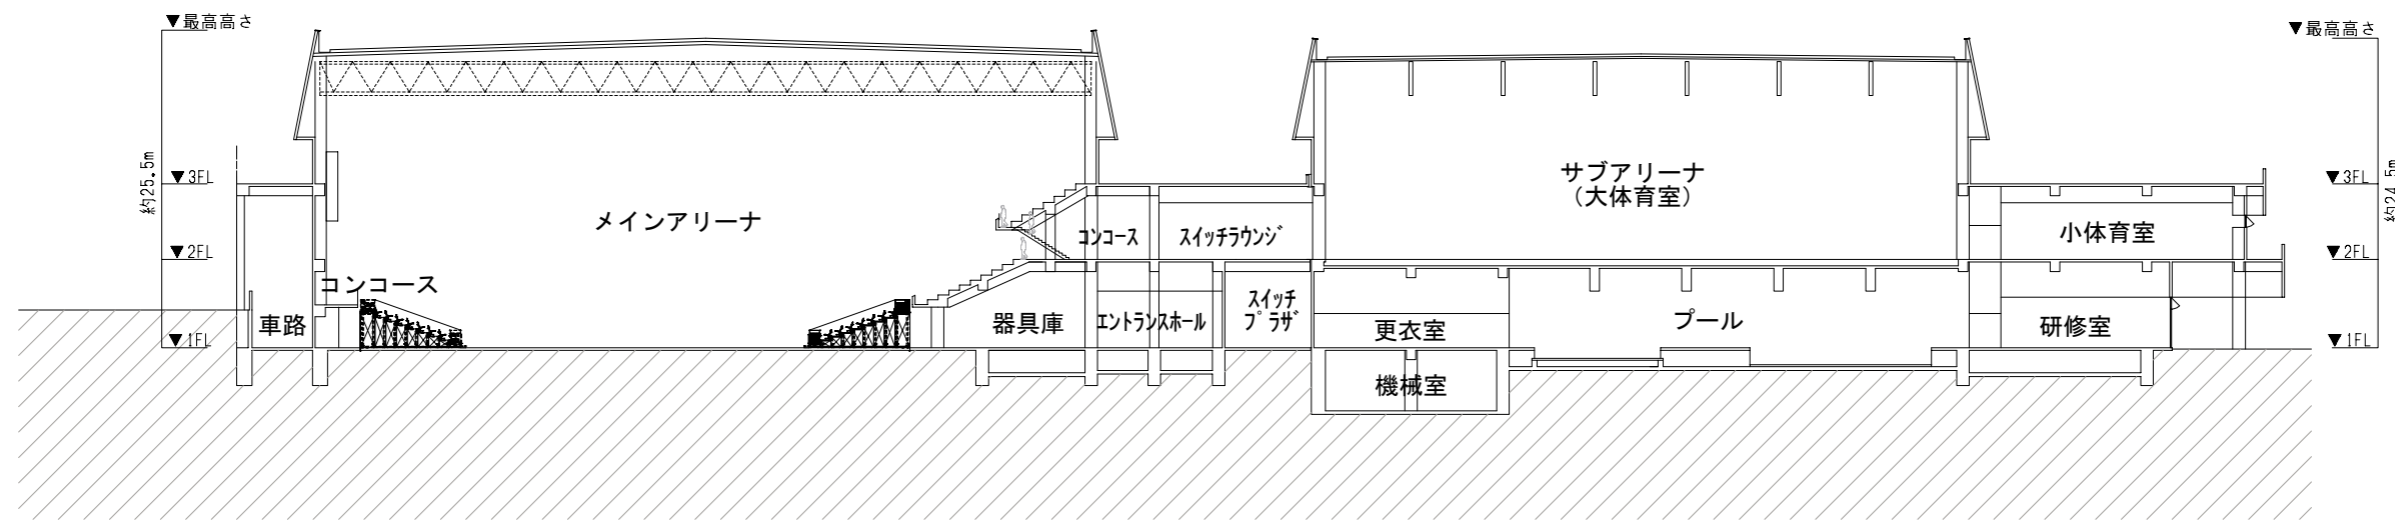 ▼最高高さ
▼最高高さ
約25.5m
▼3FL
▼2FL
▼1FL
メインアリーナ
コンコース
車路
コンコース
スイッチラウンジ
器具庫
エントランスホール
スイッチ
プラザ
サブアリーナ
(大体育室)
小体育室
更衣室
プール
研修室
機械室
▼3FL
▼2FL
▼1FL
約24.5m